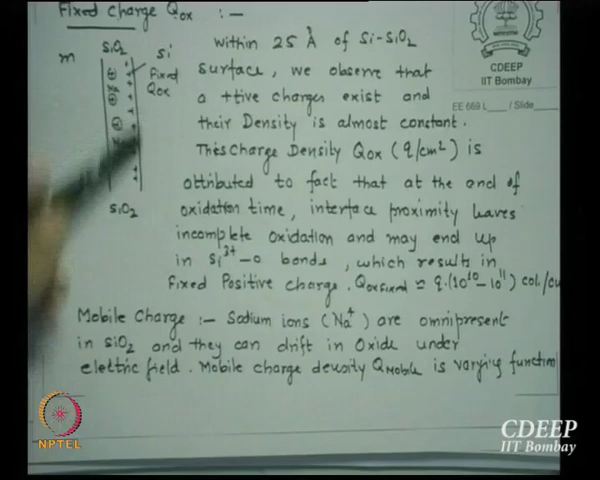 Fixed Charge Qox :-
CDEEP
IIT Bombay
EE 669 L___ / Slide___
m SiO2 Si
Fixed
Qox
within 25 Å of Si-SiO2
surface, we observe that
a +tive charges exist and
their Density is almost constant.
This Charge Density Qox (q/cm2) is
attributed to fact that at the end of
oxidation time, interface proximity leaves
incomplete oxidation and may end up
in Si3+-O bonds, which results in
Fixed Positive charge. Qoxfixed ≃ q.(10^10-10^11) col./cm
SiO2
Mobile Charge :- Sodium ions (Na+) are omnipresent
in SiO2 and they can drift in Oxide under
elettric field. Mobile charge density QMobile is varying function
NPTEL
CDEEP
IIT Bombay